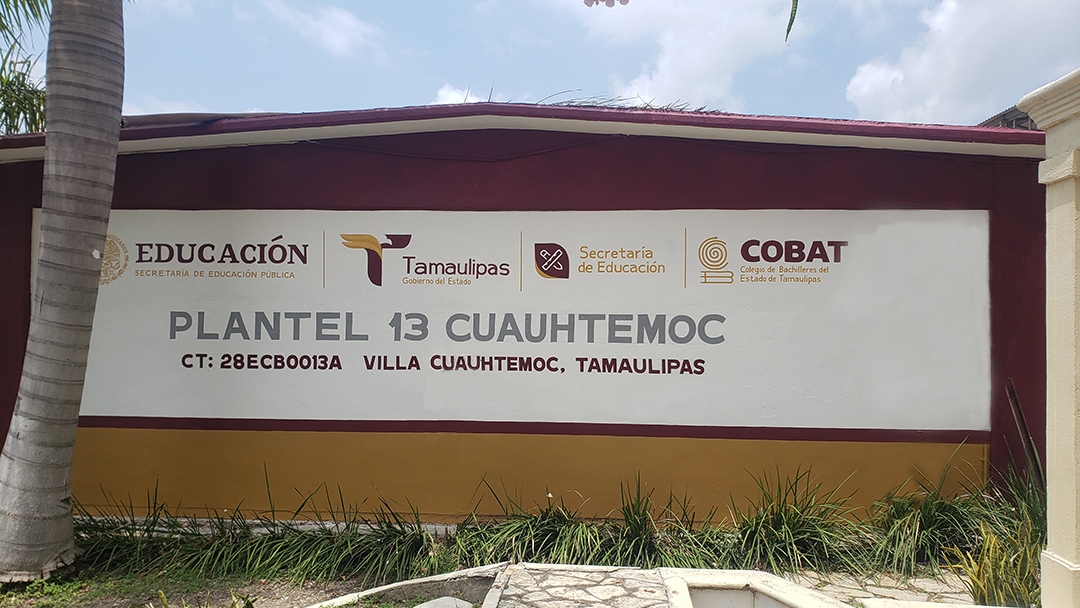 EDUCACIÓN
SECRETARÍA DE EDUCACIÓN PÚBLICA
Tamaulipas
Gobierno del Estado
Secretaría
de Educación
COBAT
Colegio de Bachilleres del
Estado de Tamaulipas
PLANTEL 13 CUAUHTEMOC
CT: 28ECB0013A VILLA CUAUHTEMOC, TAMAULIPAS